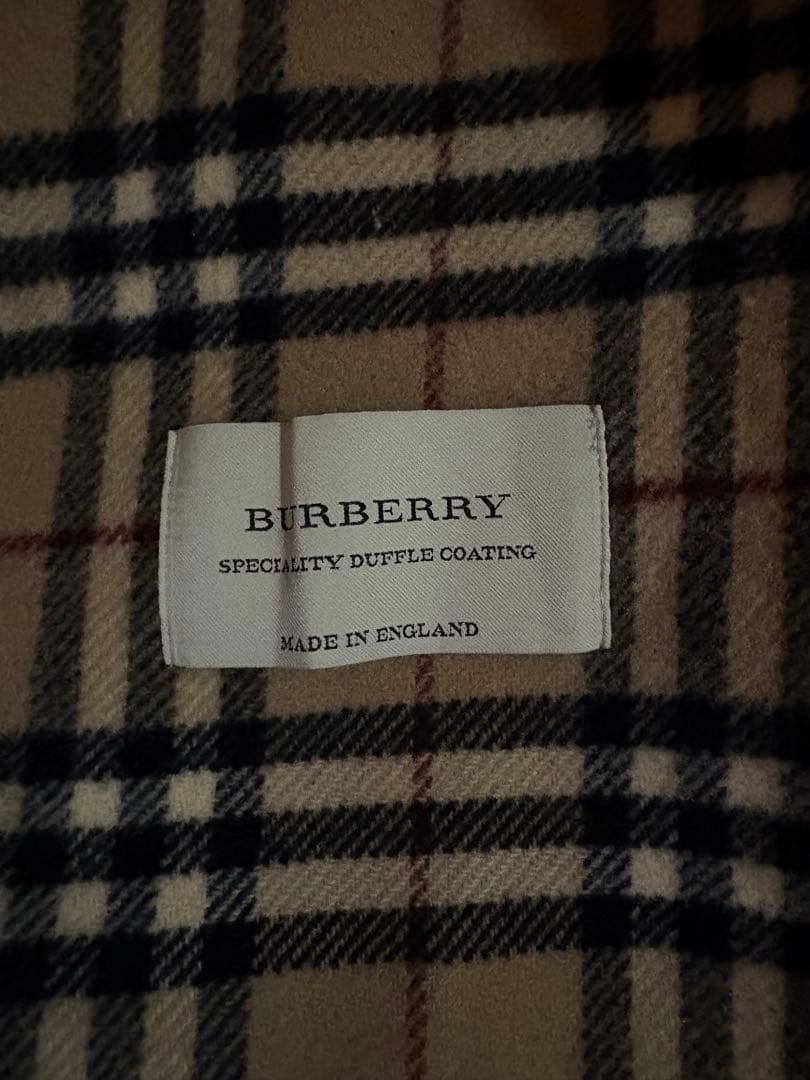 BURBERRY
SPECIALITY DUFFLE COATING
MADE IN ENGLAND